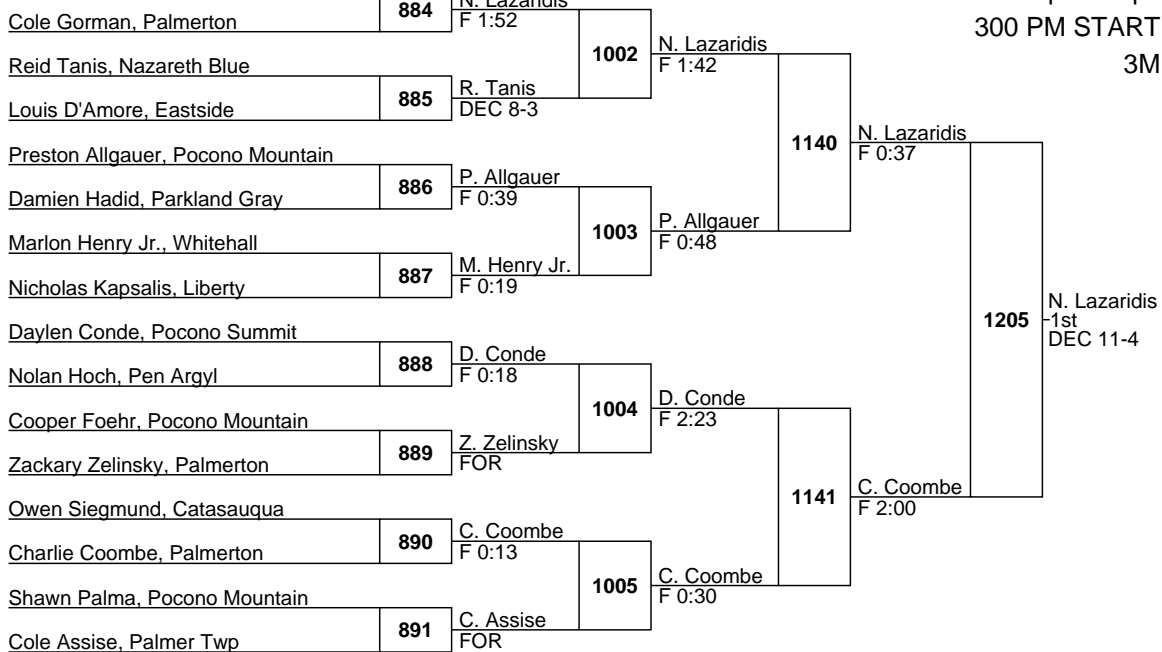 N. Lazaridis
884
Cole Gorman, Palmerton
F 1:52
300 PM START
Reid Tanis, Nazareth Blue
1002
N. Lazaridis
F 1:42
3M
885
R. Tanis
Louis D'Amore, Eastside
DEC 8-3
Preston Allgauer, Pocono Mountain
1140
N. Lazaridis
F 0:37
886
P. Allgauer
Damien Hadid, Parkland Gray
F 0:39
Marlon Henry Jr., Whitehall
1003
P. Allgauer
F 0:48
887
M. Henry Jr.
Nicholas Kapsalis, Liberty
F 0:19
Daylen Conde, Pocono Summit
1205
N. Lazaridis
1st
DEC 11-4
888
D. Conde
Nolan Hoch, Pen Argyl
F 0:18
Cooper Foehr, Pocono Mountain
1004
D. Conde
F 2:23
889
Z. Zelinsky
Zackary Zelinsky, Palmerton
FOR
Owen Siegmund, Catasauqua
1141
C. Coombe
F 2:00
890
C. Coombe
Charlie Coombe, Palmerton
F 0:13
Shawn Palma, Pocono Mountain
1005
C. Coombe
F 0:30
891
C. Assise
Cole Assise, Palmer Twp
FOR